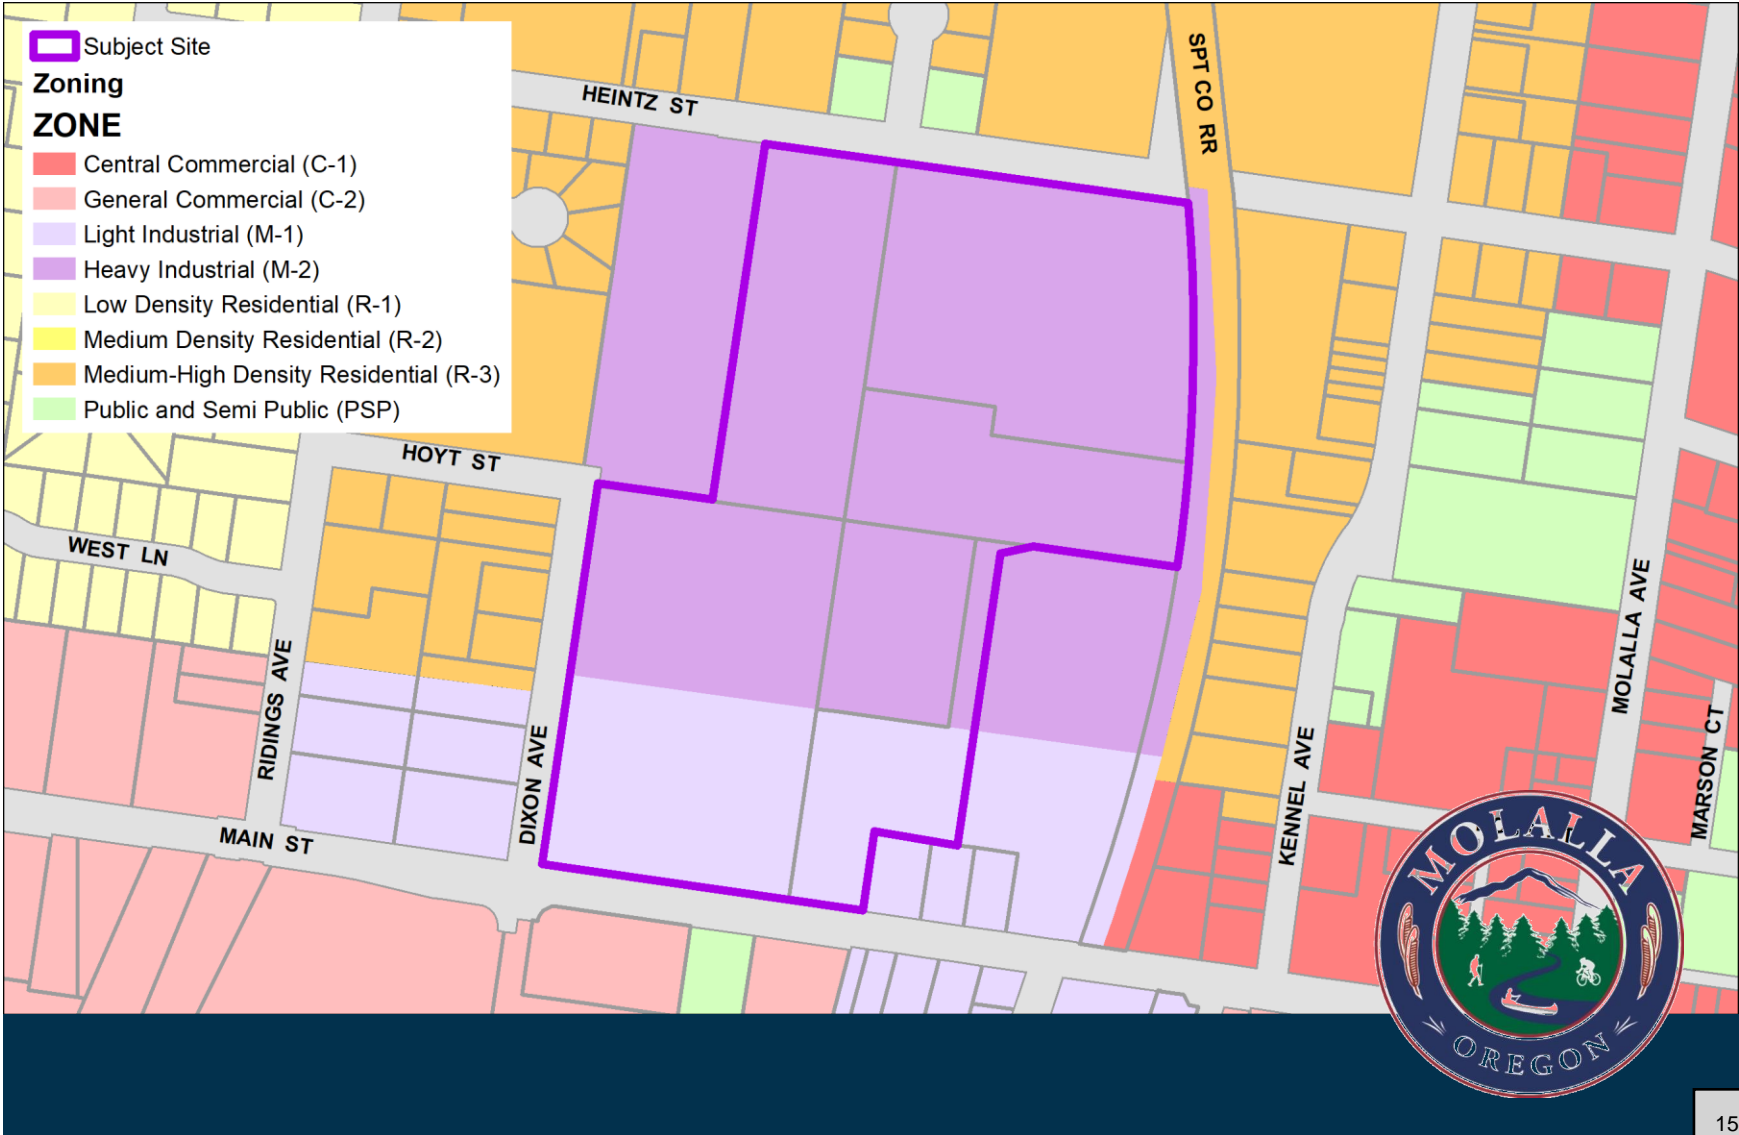 Subject Site
Zoning
ZONE
Central Commercial (C-1)
General Commercial (C-2)
Light Industrial (M-1)
Heavy Industrial (M-2)
Low Density Residential (R-1)
Medium Density Residential (R-2)
Medium-High Density Residential (R-3)
Public and Semi Public (PSP)
HEINTZ ST
SPT CO RR
HOYT ST
WEST LN
RIDINGS AVE
DIXON AVE
MAIN ST
KENNEL AVE
MOLALLA AVE
MARSON CT
MOLALLA
OREGON
15